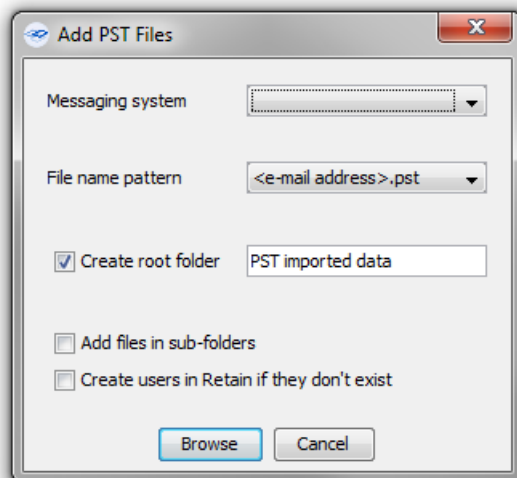 Add PST Files
Messaging system
File name pattern <e-mail address>.pst
Create root folder PST imported data
Add files in sub-folders
Create users in Retain if they don't exist
Browse Cancel